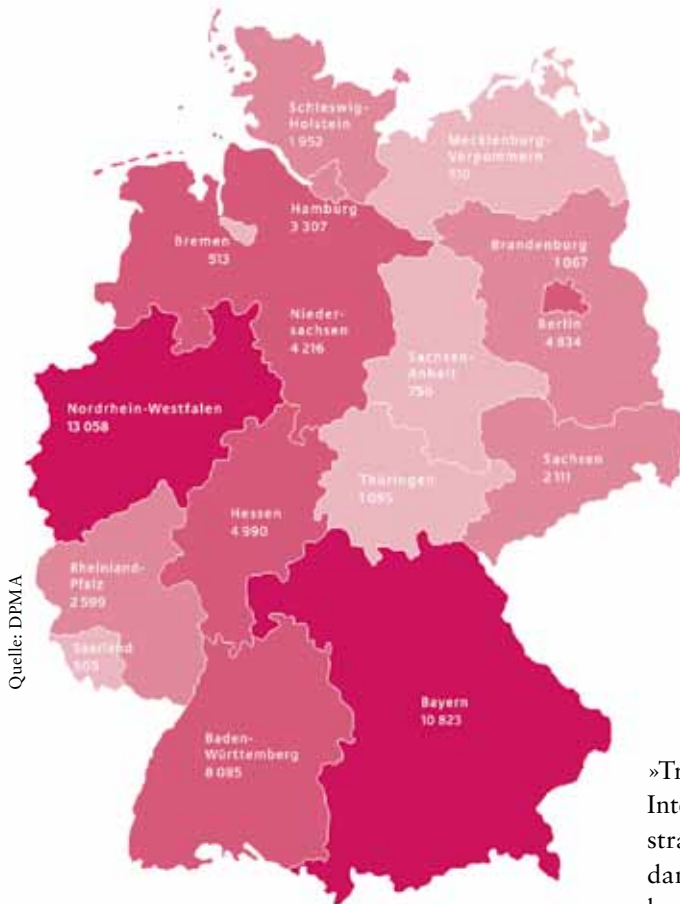 Schleswig-
Holstein
1 952
Mecklenburg-
Vorpommern
Hamburg
3 307
Bremen
513
Brandenburg
1 067
Berlin
4 834
Nieder-
sachsen
4 216
Sachsen-
Anhalt
Nordrhein-Westfalen
13 058
Sachsen
2 111
Thüringen
1 095
Hessen
4 990
Rheinland-
Pfalz
2 599
Saarland
Bayern
10 823
Baden-
Württemberg
8 085
Quelle: DPMA